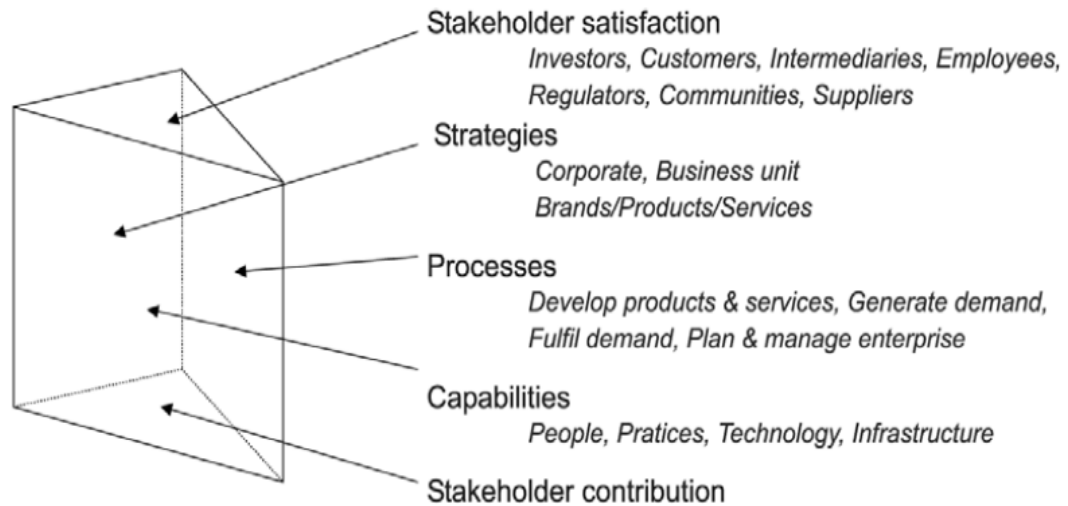 Stakeholder satisfaction
Investors, Customers, Intermediaries, Employees,
Regulators, Communities, Suppliers
Strategies
Corporate, Business unit
Brands/Products/Services
Processes
Develop products & services, Generate demand,
Fulfil demand, Plan & manage enterprise
Capabilities
People, Pratices, Technology, Infrastructure
Stakeholder contribution